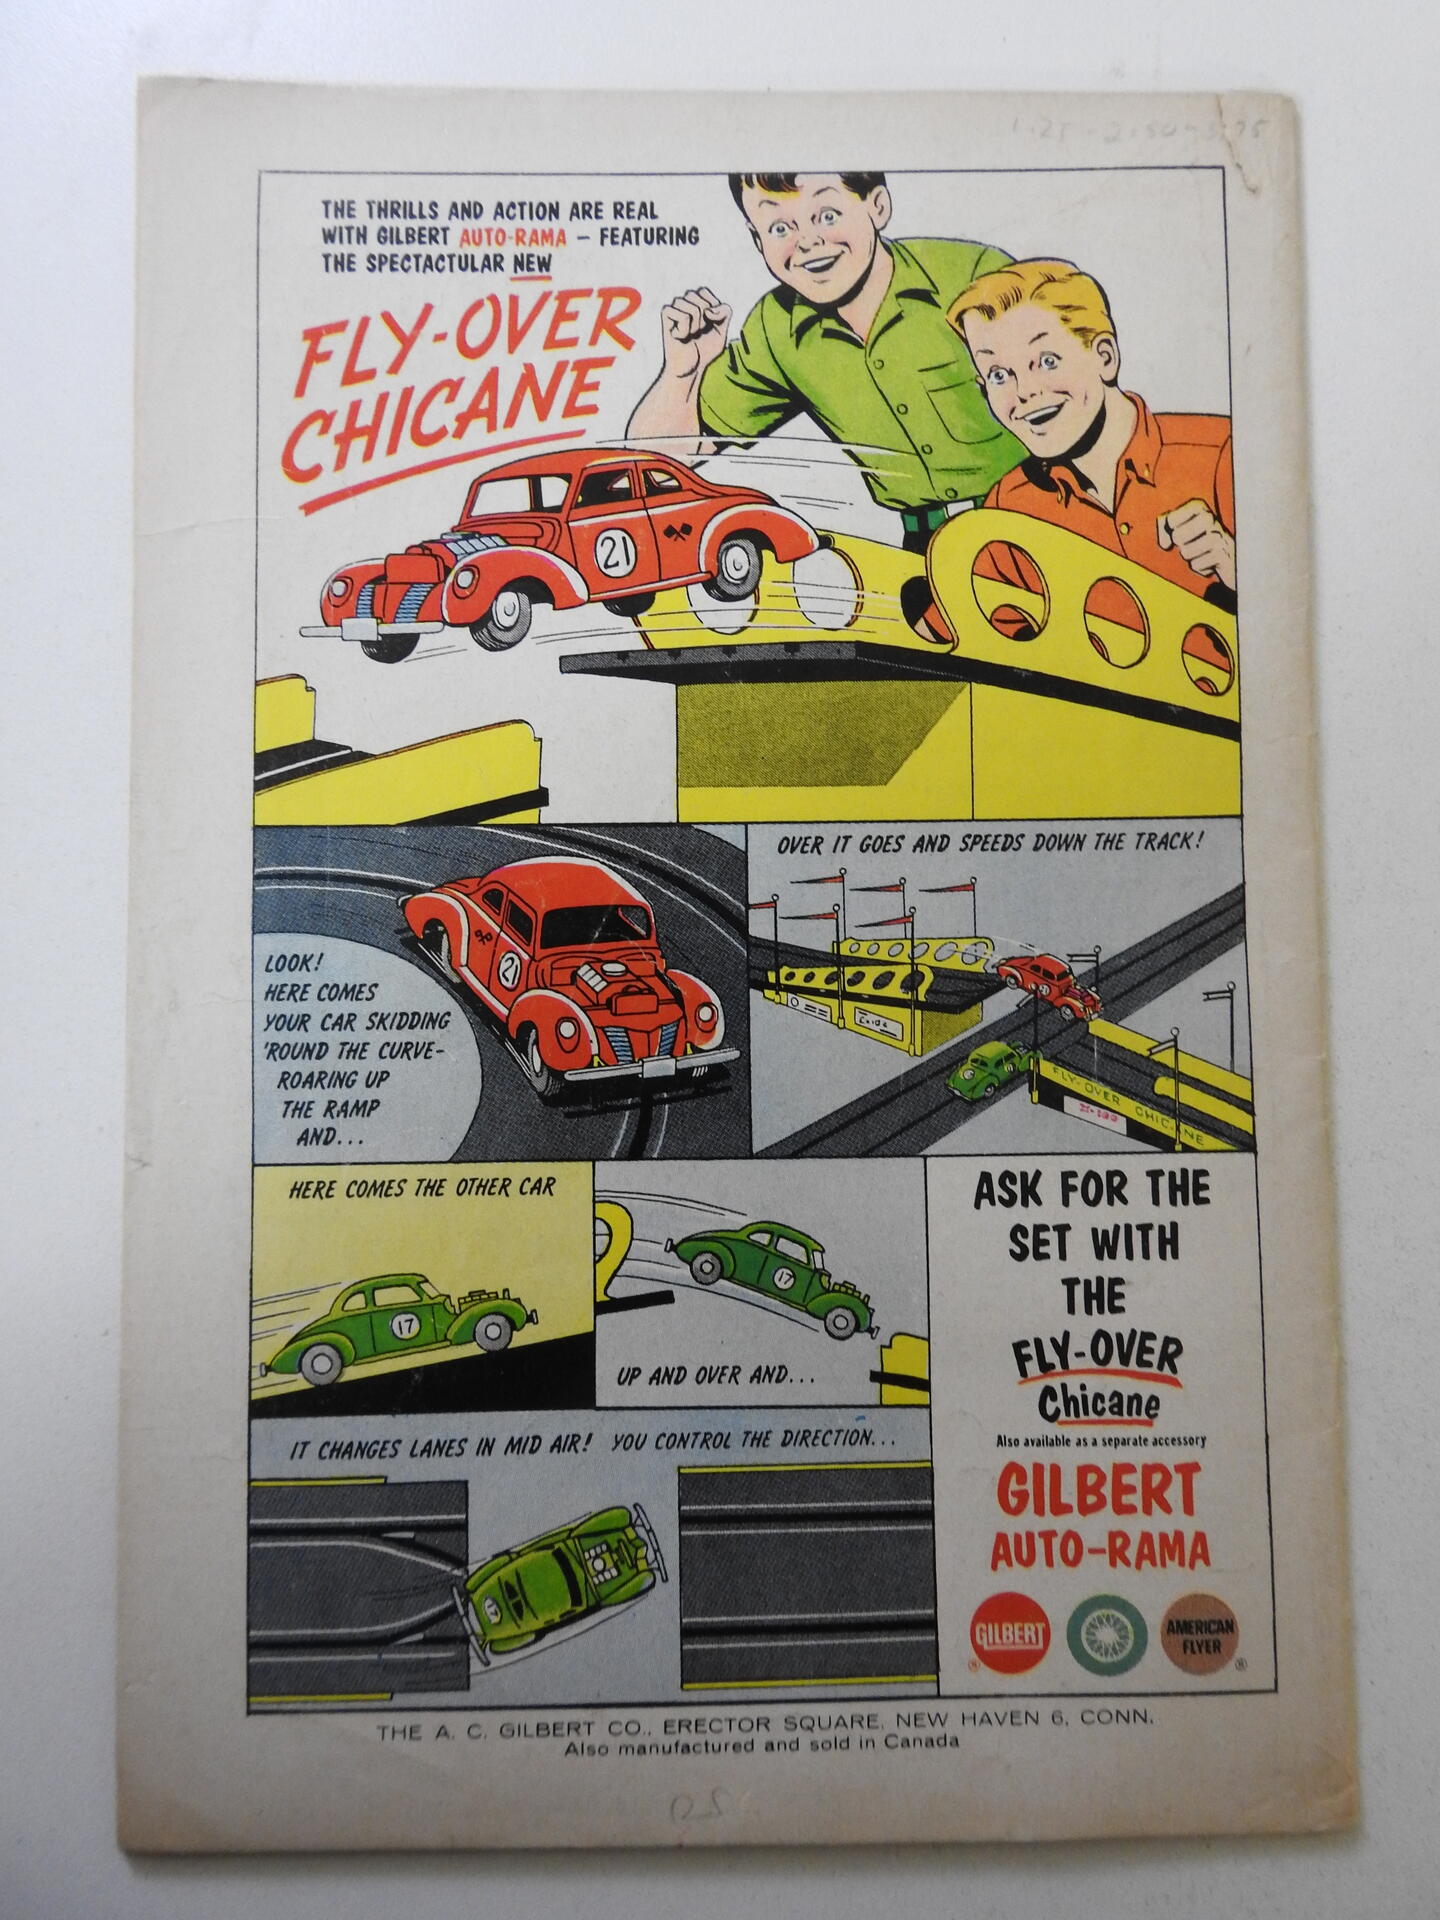 1.25 - 2.50 - 3.75
THE THRILLS AND ACTION ARE REAL
WITH GILBERT AUTO-RAMA – FEATURING
THE SPECTACTULAR NEW
FLY-OVER
CHICANE
21
OVER IT GOES AND SPEEDS DOWN THE TRACK!
LOOK!
HERE COMES
YOUR CAR SKIDDING
'ROUND THE CURVE-
ROARING UP
THE RAMP
AND...
21
FLY-OVER CHICANE
HERE COMES THE OTHER CAR
17
17
UP AND OVER AND...
IT CHANGES LANES IN MID AIR! YOU CONTROL THE DIRECTION...
ASK FOR THE
SET WITH
THE
FLY-OVER
Chicane
Also available as a separate accessory
GILBERT
AUTO-RAMA
GILBERT
AMERICAN
FLYER
®
®
THE A. C. GILBERT CO., ERECTOR SQUARE, NEW HAVEN 6, CONN.
Also manufactured and sold in Canada